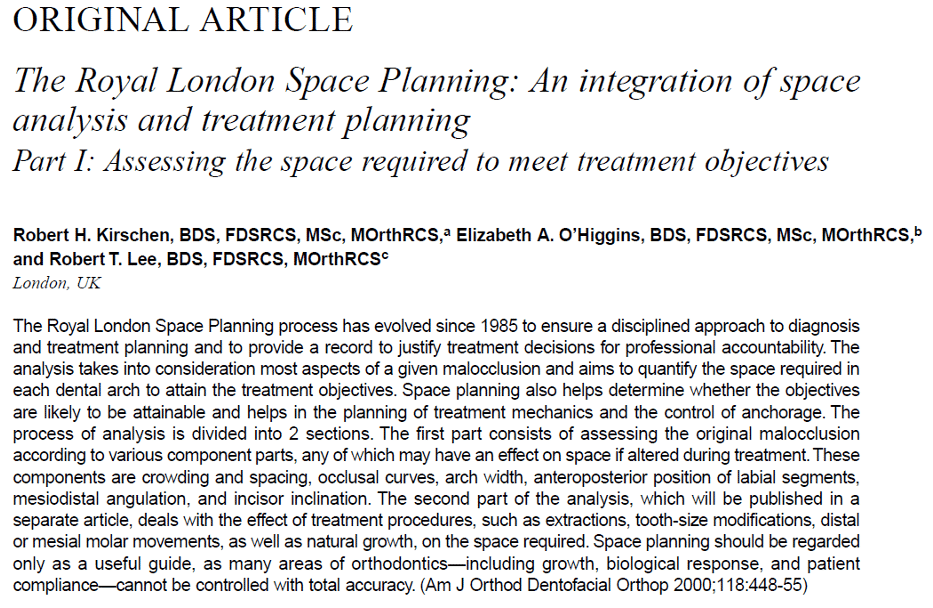 ORIGINAL ARTICLE
The Royal London Space Planning: An integration of space
analysis and treatment planning
Part I: Assessing the space required to meet treatment objectives
Robert H. Kirschen, BDS, FDSRCS, MSc, MOrthRCS,ᵃ Elizabeth A. O’Higgins, BDS, FDSRCS, MSc, MOrthRCS,ᵇ
and Robert T. Lee, BDS, FDSRCS, MOrthRCSᶜ
London, UK
The Royal London Space Planning process has evolved since 1985 to ensure a disciplined approach to diagnosis
and treatment planning and to provide a record to justify treatment decisions for professional accountability. The
analysis takes into consideration most aspects of a given malocclusion and aims to quantify the space required in
each dental arch to attain the treatment objectives. Space planning also helps determine whether the objectives
are likely to be attainable and helps in the planning of treatment mechanics and the control of anchorage. The
process of analysis is divided into 2 sections. The first part consists of assessing the original malocclusion
according to various component parts, any of which may have an effect on space if altered during treatment. These
components are crowding and spacing, occlusal curves, arch width, anteroposterior position of labial segments,
mesiodistal angulation, and incisor inclination. The second part of the analysis, which will be published in a
separate article, deals with the effect of treatment procedures, such as extractions, tooth-size modifications, distal
or mesial molar movements, as well as natural growth, on the space required. Space planning should be regarded
only as a useful guide, as many areas of orthodontics—including growth, biological response, and patient
compliance—cannot be controlled with total accuracy. (Am J Orthod Dentofacial Orthop 2000;118:448-55)